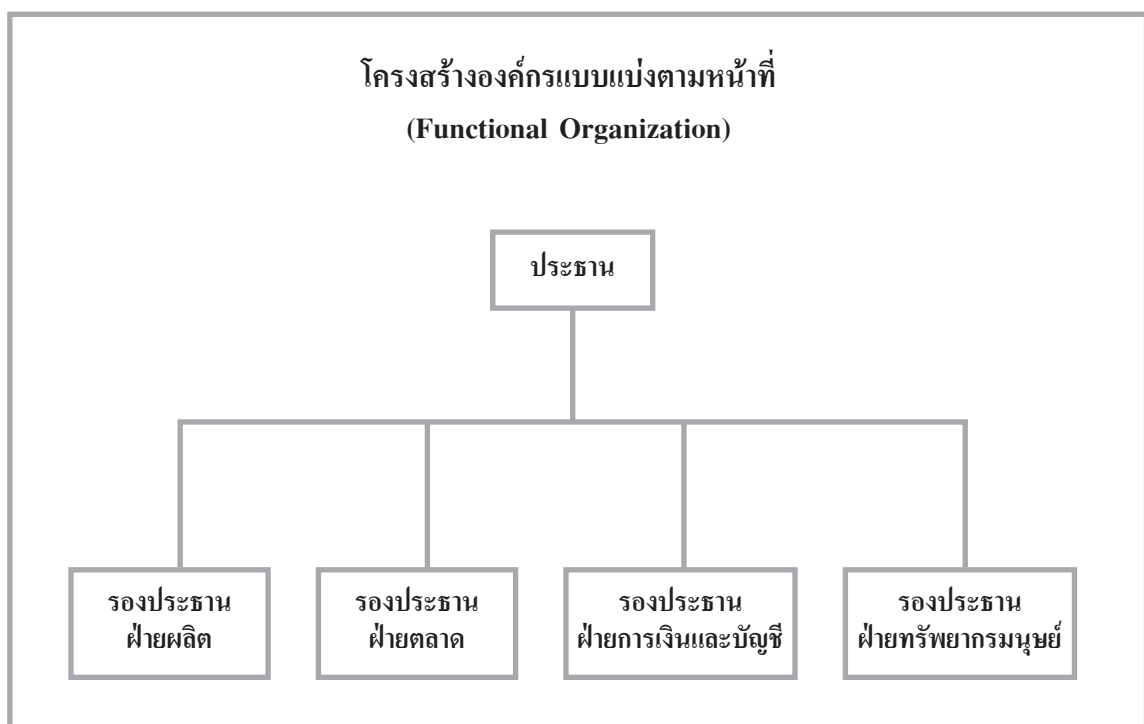 โครงสร้างองค์กรแบบแบ่งตามหน้าที่
(Functional Organization)
ประธาน
รองประธาน
ฝ่ายผลิต
รองประธาน
ฝ่ายตลาด
รองประธาน
ฝ่ายการเงินและบัญชี
รองประธาน
ฝ่ายทรัพยากรมนุษย์